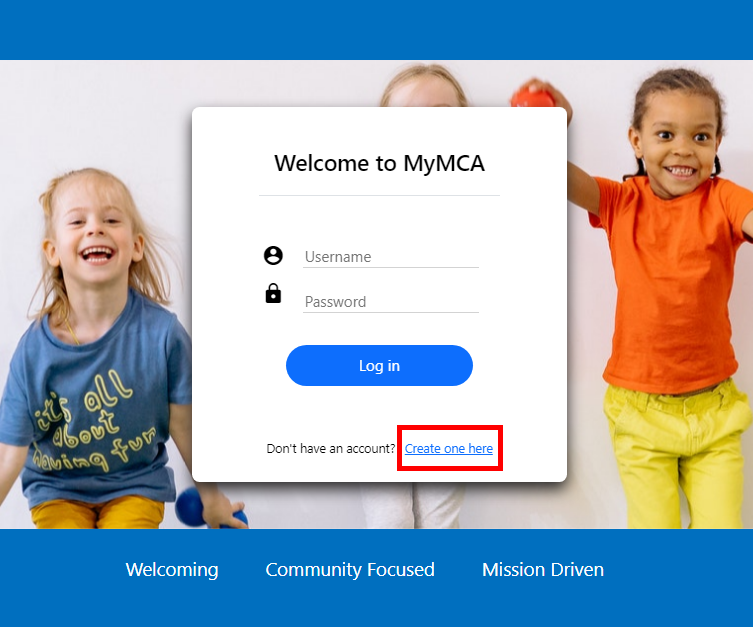 Welcome to MyMCA
Username
Password
Log in
Don't have an account? Create one here
it's all
about
having fun
Welcoming Community Focused Mission Driven